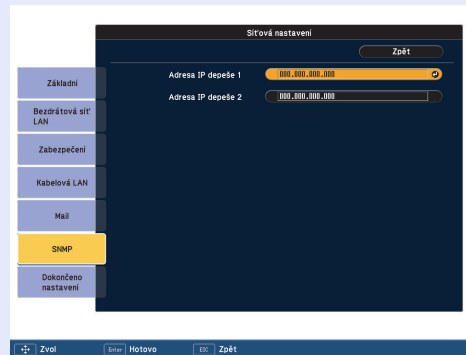 Síťová nastavení
Zpět
Adresa IP depeše 1 000.000.000.000
Adresa IP depeše 2 000.000.000.000
Základní
Bezdrátová síť
LAN
Zabezpečení
Kabelová LAN
Mail
SNMP
Dokončeno
nastavení
Zvol Enter Hotovo ESC Zpět